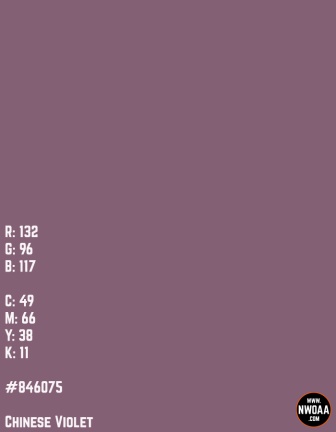 R: 132
G: 96
B: 117
C: 49
M: 66
Y: 38
K: 11
#846075
Chinese Violet
WWW.
NWOAA
.COM